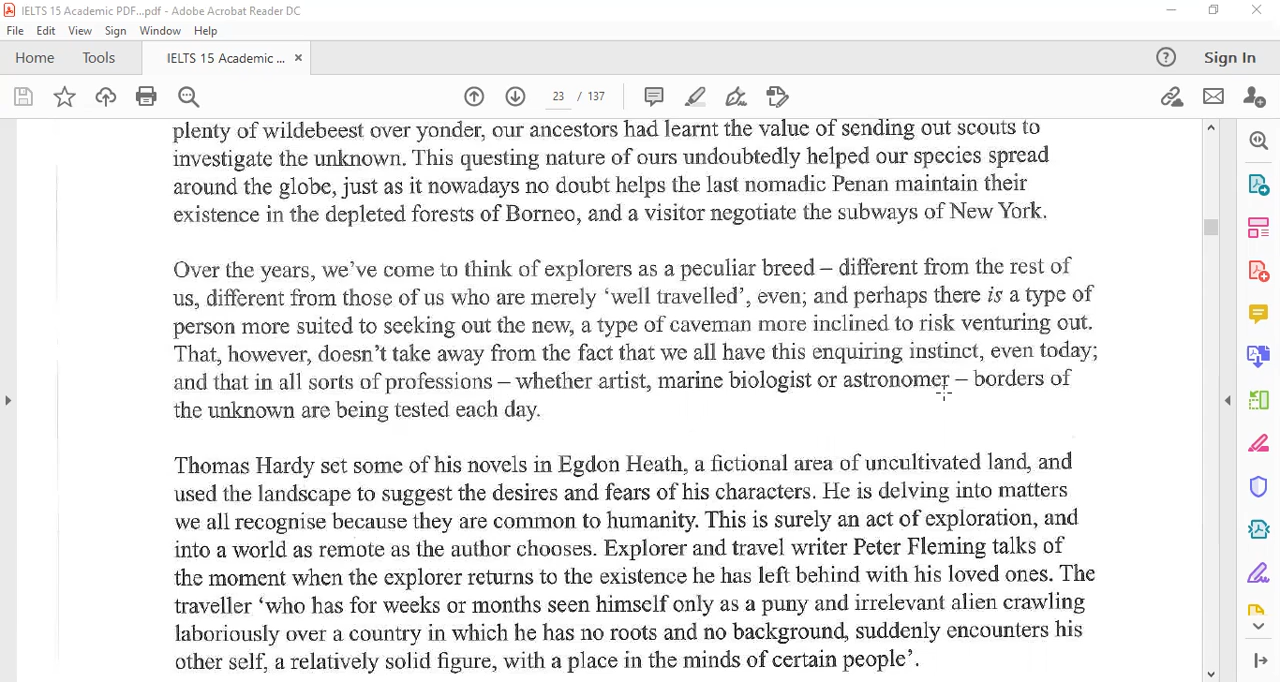 IELTS 15 Academic PDF...pdf - Adobe Acrobat Reader DC
File Edit View Sign Window Help
Home Tools IELTS 15 Academic ... × Sign In
23 / 137
plenty of wildebeest over yonder, our ancestors had learnt the value of sending out scouts to
investigate the unknown. This questing nature of ours undoubtedly helped our species spread
around the globe, just as it nowadays no doubt helps the last nomadic Penan maintain their
existence in the depleted forests of Borneo, and a visitor negotiate the subways of New York.
Over the years, we've come to think of explorers as a peculiar breed – different from the rest of
us, different from those of us who are merely 'well travelled', even; and perhaps there is a type of
person more suited to seeking out the new, a type of caveman more inclined to risk venturing out.
That, however, doesn't take away from the fact that we all have this enquiring instinct, even today;
and that in all sorts of professions – whether artist, marine biologist or astronomer – borders of
the unknown are being tested each day.
Thomas Hardy set some of his novels in Egdon Heath, a fictional area of uncultivated land, and
used the landscape to suggest the desires and fears of his characters. He is delving into matters
we all recognise because they are common to humanity. This is surely an act of exploration, and
into a world as remote as the author chooses. Explorer and travel writer Peter Fleming talks of
the moment when the explorer returns to the existence he has left behind with his loved ones. The
traveller 'who has for weeks or months seen himself only as a puny and irrelevant alien crawling
laboriously over a country in which he has no roots and no background, suddenly encounters his
other self, a relatively solid figure, with a place in the minds of certain people'.